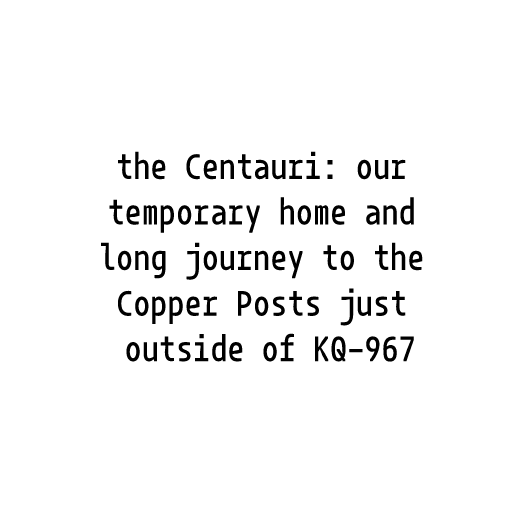 the Centauri: our
temporary home and
long journey to the
Copper Posts just
outside of KQ-967